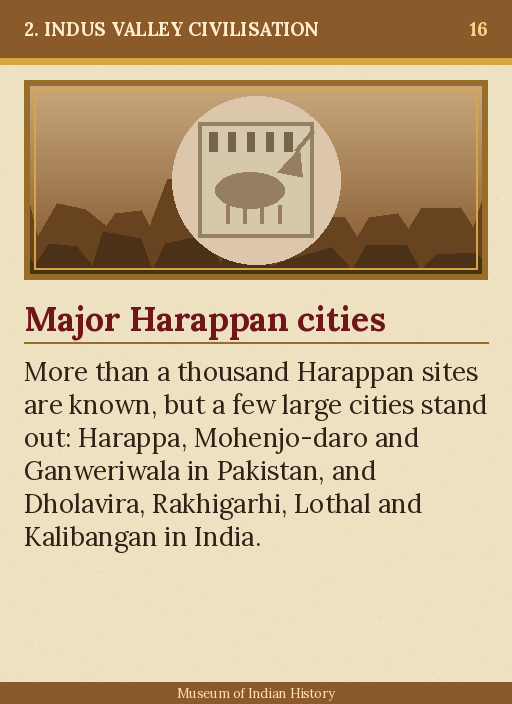 2. INDUS VALLEY CIVILISATION
16
Major Harappan cities
More than a thousand Harappan sites
are known, but a few large cities stand
out: Harappa, Mohenjo-daro and
Ganweriwala in Pakistan, and
Dholavira, Rakhigarhi, Lothal and
Kalibangan in India.
Museum of Indian History